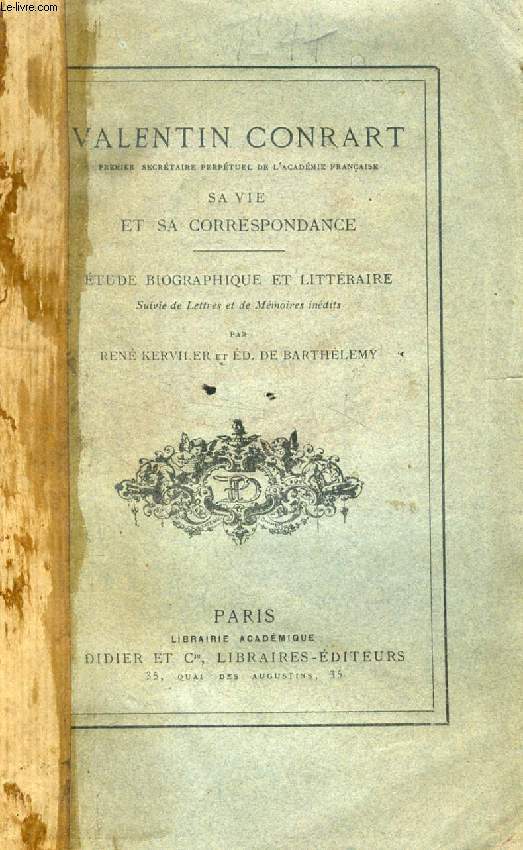 Le-livre.com
VALENTIN CONRART
PREMIER SECRÉTAIRE PERPÉTUEL DE L'ACADÉMIE FRANÇAISE
SA VIE
ET SA CORRESPONDANCE
ÉTUDE BIOGRAPHIQUE ET LITTÉRAIRE
Suivie de Lettres et de Mémoires inédits
PAR
RENÉ KERVILER ET ÉD. DE BARTHÉLEMY
PARIS
LIBRAIRIE ACADÉMIQUE
DIDIER ET Cie, LIBRAIRES-ÉDITEURS
35, QUAI DES AUGUSTINS, 35